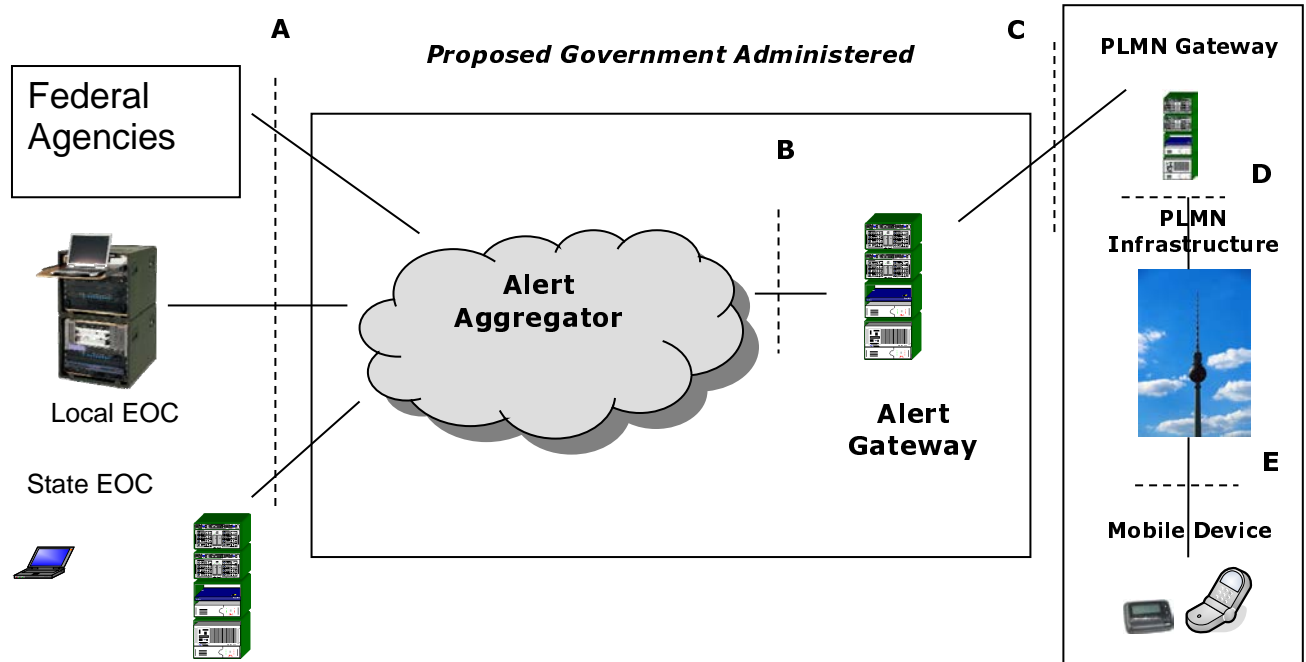 A
Proposed Government Administered
C
PLMN Gateway
Federal
Agencies
B
D
PLMN
Infrastructure
Alert
Aggregator
Local EOC
Alert
Gateway
State EOC
E
Mobile Device